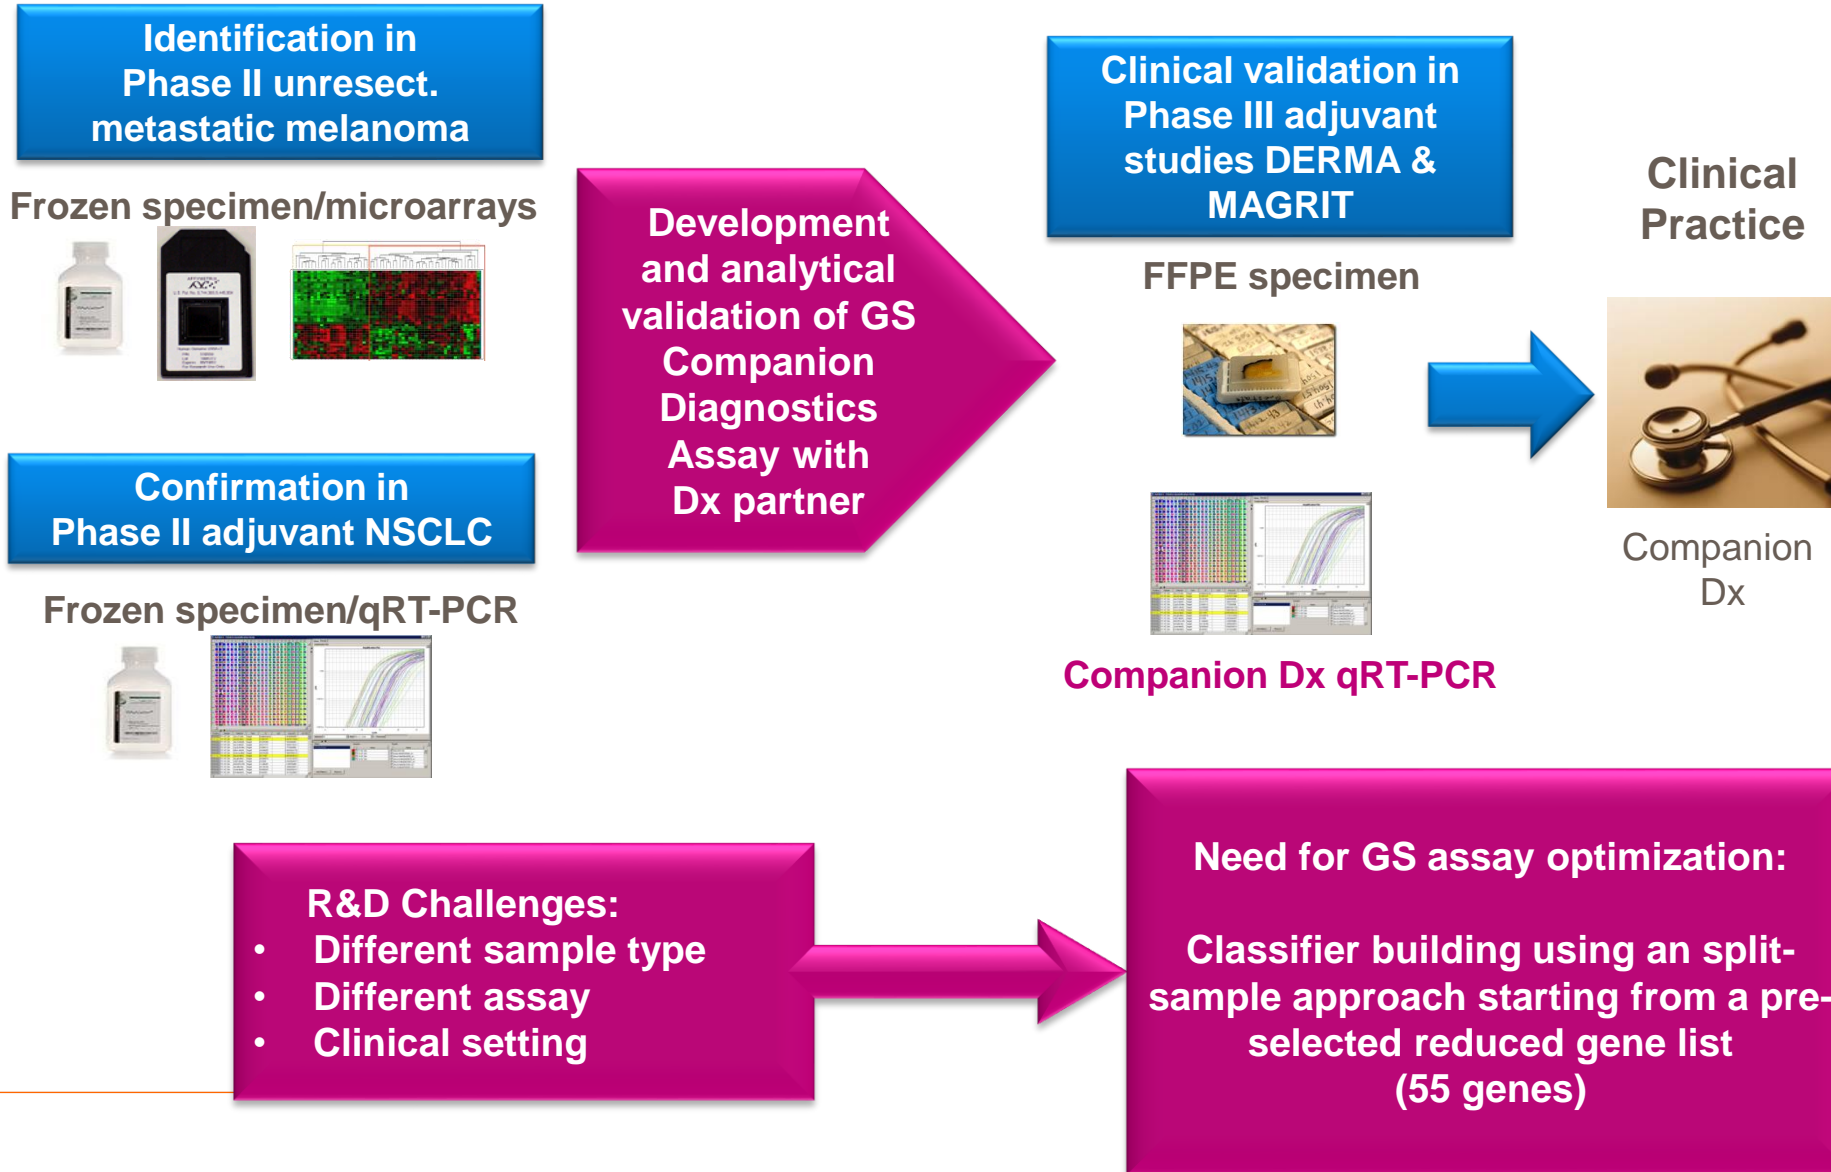 Identification in
Phase II unresect.
metastatic melanoma
Frozen specimen/microarrays
Confirmation in
Phase II adjuvant NSCLC
Frozen specimen/qRT-PCR
Development
and analytical
validation of GS
Companion
Diagnostics
Assay with
Dx partner
Clinical validation in
Phase III adjuvant
studies DERMA &
MAGRIT
FFPE specimen
Companion Dx qRT-PCR
Clinical
Practice
Companion
Dx
R&D Challenges:
• Different sample type
• Different assay
• Clinical setting
Need for GS assay optimization:
Classifier building using an split-
sample approach starting from a pre-
selected reduced gene list
(55 genes)